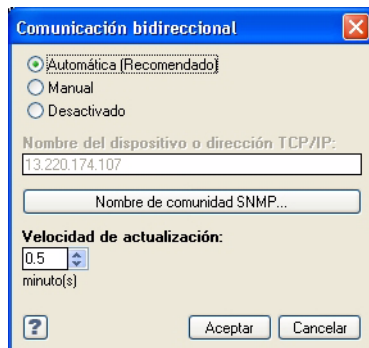 Comunicación bidireccional
Automática (Recomendado)
Manual
Desactivado
Nombre del dispositivo o dirección TCP/IP:
13.220.174.107
Nombre de comunidad SNMP...
Velocidad de actualización:
0.5
minuto(s)
? Aceptar Cancelar